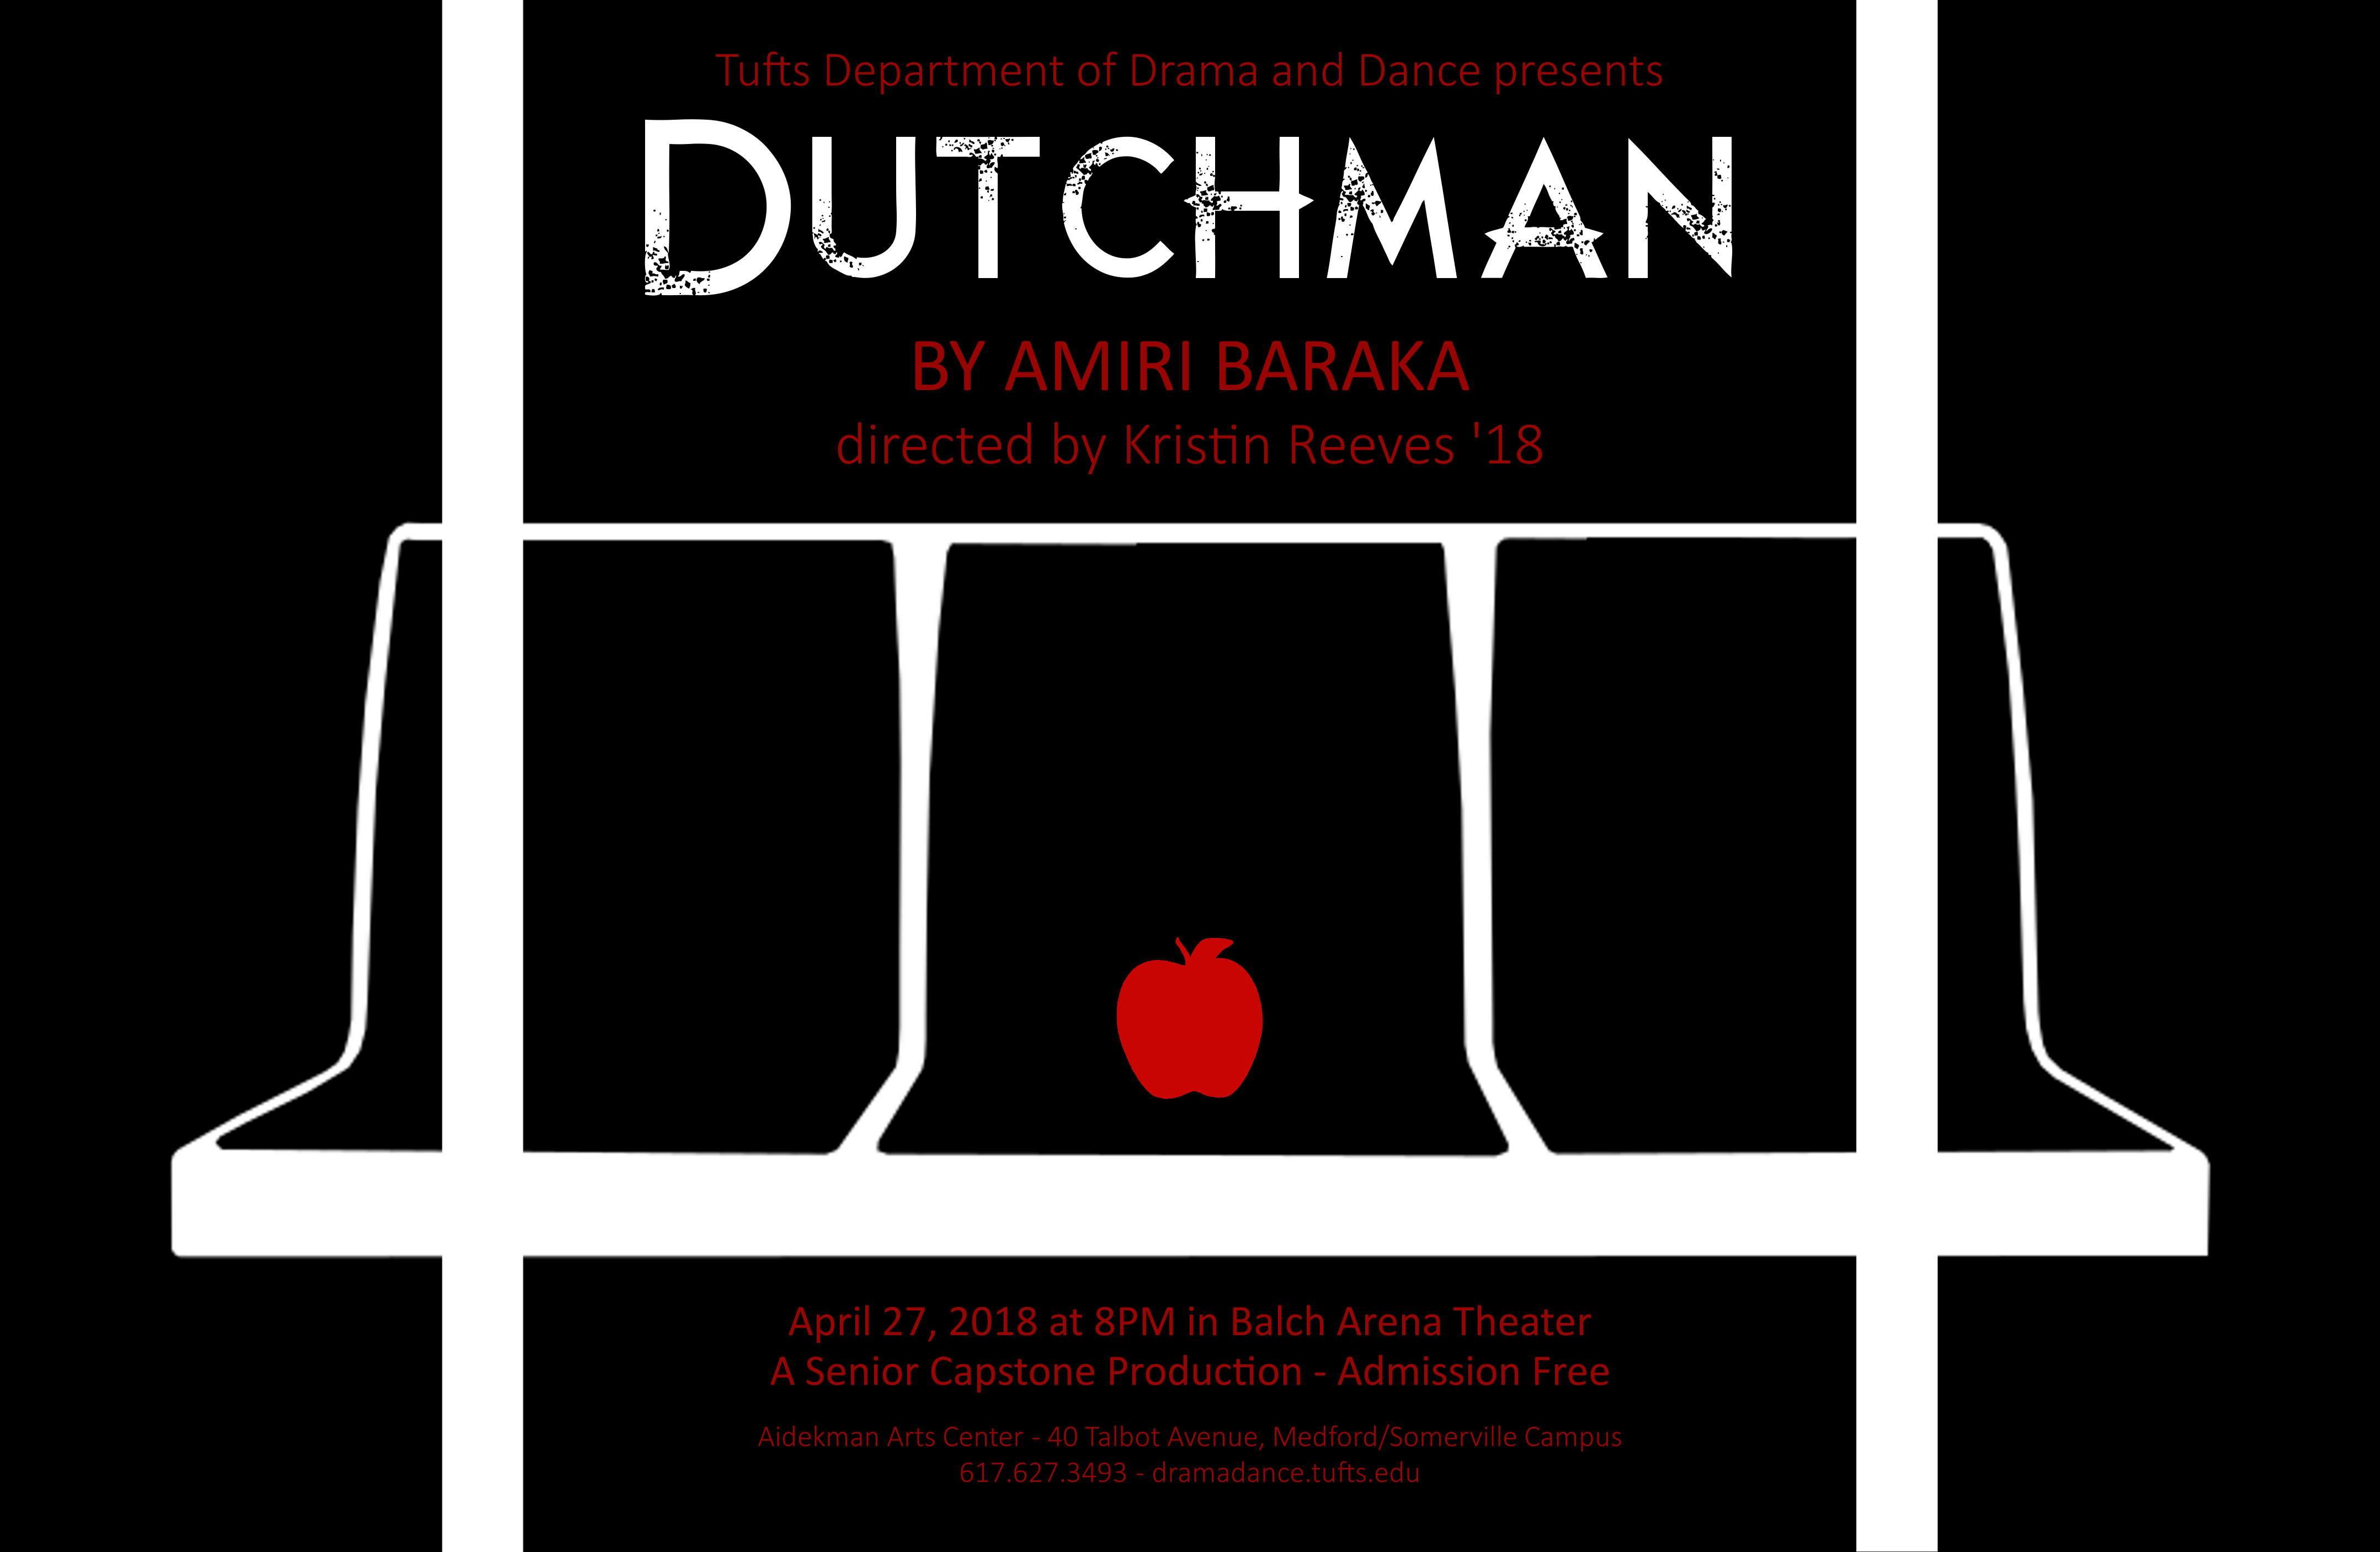 Tufts Department of Drama and Dance presents
DUTCHMAN
BY AMIRI BARAKA
directed by Kristin Reeves '18
April 27, 2018 at 8PM in Balch Arena Theater
A Senior Capstone Production - Admission Free
Aidekman Arts Center - 40 Talbot Avenue, Medford/Somerville Campus
617.627.3493 - dramadance.tufts.edu